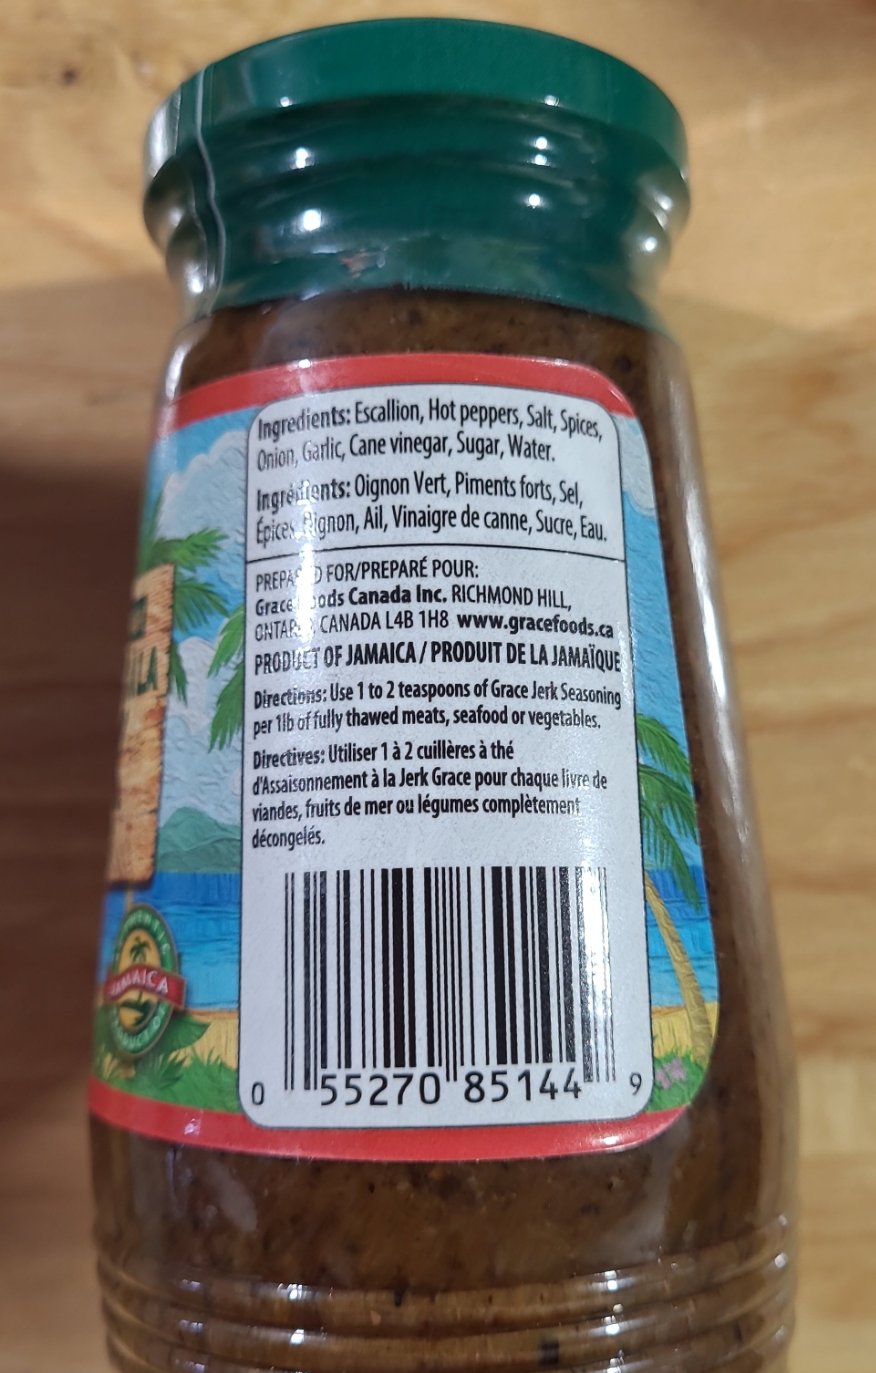 Ingredients: Escallion, Hot peppers, Salt, Spices,
Onion, Garlic, Cane vinegar, Sugar, Water.
Ingrédients: Oignon Vert, Piments forts, Sel,
Épices, Oignon, Ail, Vinaigre de canne, Sucre, Eau.
PREPARED FOR/PREPARÉ POUR:
Grace Foods Canada Inc. RICHMOND HILL,
ONTARIO, CANADA L4B 1H8 www.gracefoods.ca
PRODUCT OF JAMAICA / PRODUIT DE LA JAMAÏQUE
Directions: Use 1 to 2 teaspoons of Grace Jerk Seasoning
per 1lb of fully thawed meats, seafood or vegetables.
Directives: Utiliser 1 à 2 cuillères à thé
d'Assaisonnement à la Jerk Grace pour chaque livre de
viandes, fruits de mer ou légumes complètement
décongelés.
JAMAICA
0 55270 85144 9